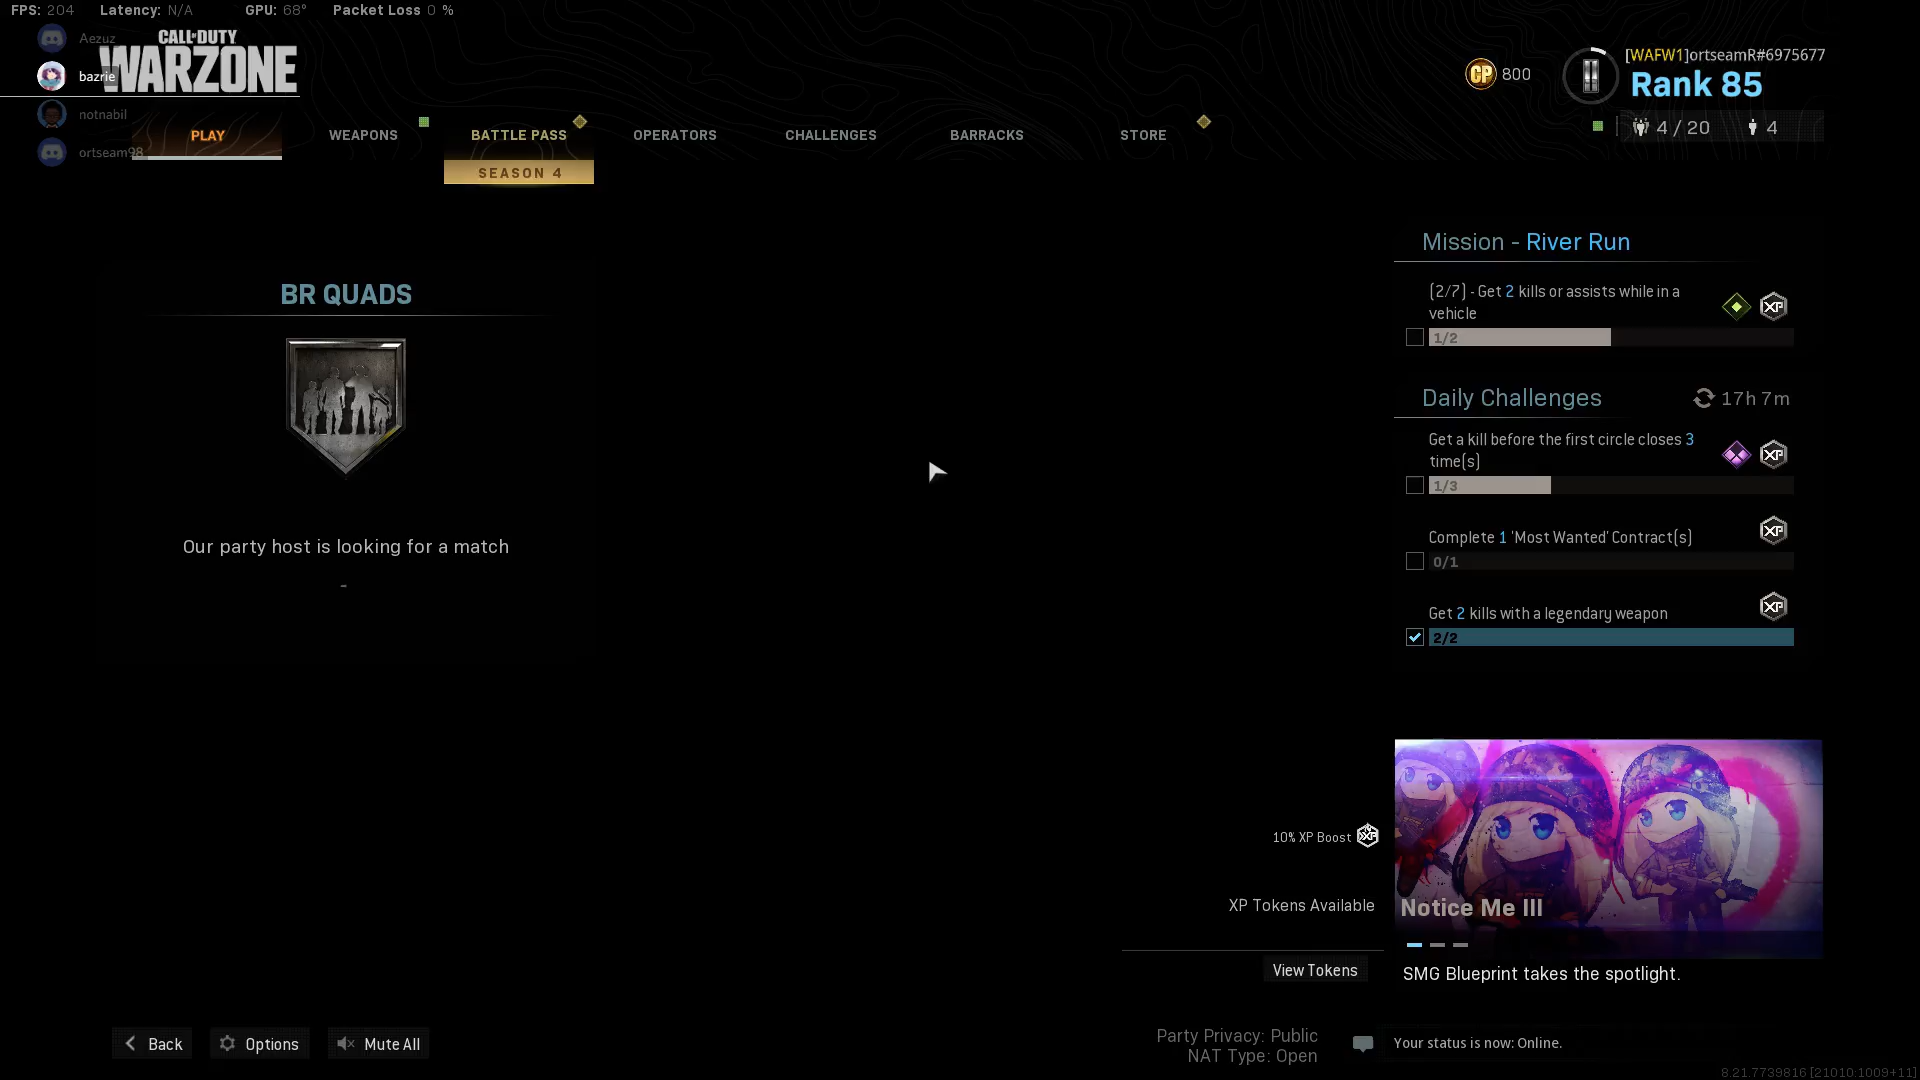 FPS: 204 Latency: N/A GPU: 68° Packet Loss 0 %
Aezuz
bazrie
notnabil
ortseam98
CALL OF DUTY
WARZONE
CP 800
[WAFW1]ortseamR#6975677
Rank 85
4 / 20 4
PLAY WEAPONS BATTLE PASS OPERATORS CHALLENGES BARRACKS STORE
SEASON 4
BR QUADS
Our party host is looking for a match
-
Mission - River Run
(2/7) - Get 2 kills or assists while in a
vehicle
XP
1/2
Daily Challenges 17h 7m
Get a kill before the first circle closes 3
time(s)
XP
1/3
Complete 1 'Most Wanted' Contract(s)
XP
0/1
Get 2 kills with a legendary weapon
XP
2/2
10% XP Boost XP
XP Tokens Available
View Tokens
Notice Me III
SMG Blueprint takes the spotlight.
Back Options Mute All
Party Privacy: Public
NAT Type: Open
Your status is now: Online.
8.21.7739816 [21010:1009+11]